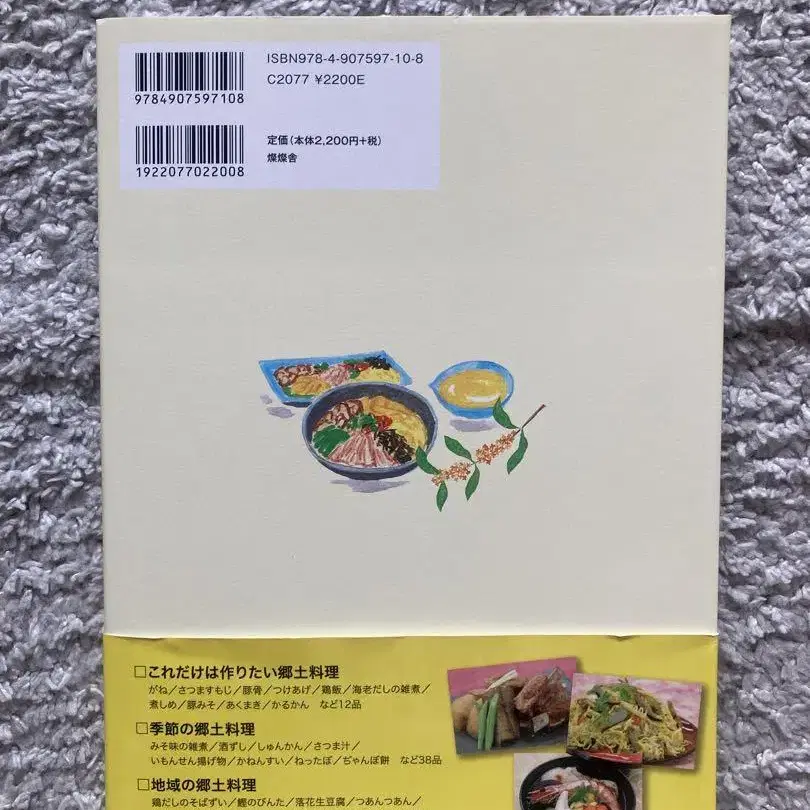 ISBN978-4-907597-10-8
C2077 ¥2200E
9784907597108
定価(本体2,200円+税)
燦燦舎
1922077022008
□これだけは作りたい郷土料理
がね/さつますもじ/豚骨/つけあげ/鶏飯/海老だしの雑煮/
煮しめ/豚みそ/あくまき/かるかん など12品
□季節の郷土料理
みそ味の雑煮/酒ずし/しゅんかん/さつま汁/
いもんせん揚げ物/かねんすい/ねったぼ/ぢゃんぼ餅 など38品
□地域の郷土料理
鶏だしのそばずい/鰹のびんた/落花生豆腐/つあんつあん/